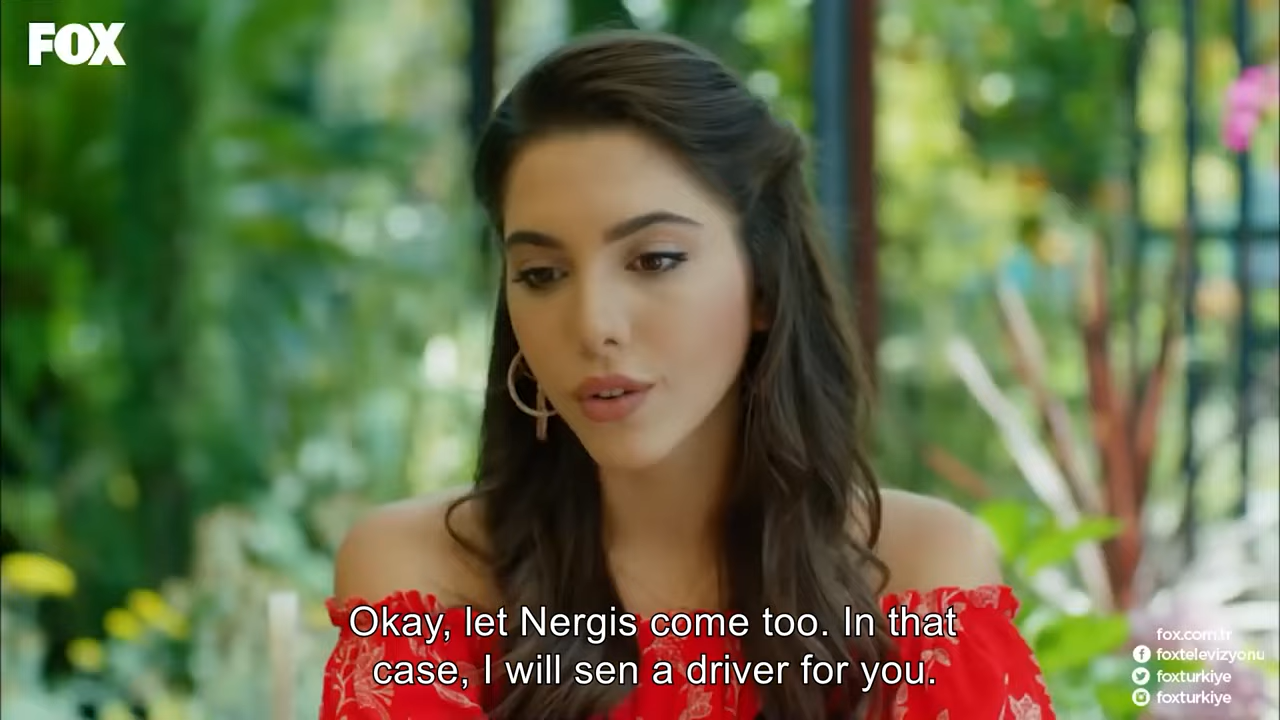 FOX
Okay, let Nergis come too. In that
case, I will sen a driver for you.
fox.com.tr
foxtelevizyonu
foxturkiye
foxturkiye